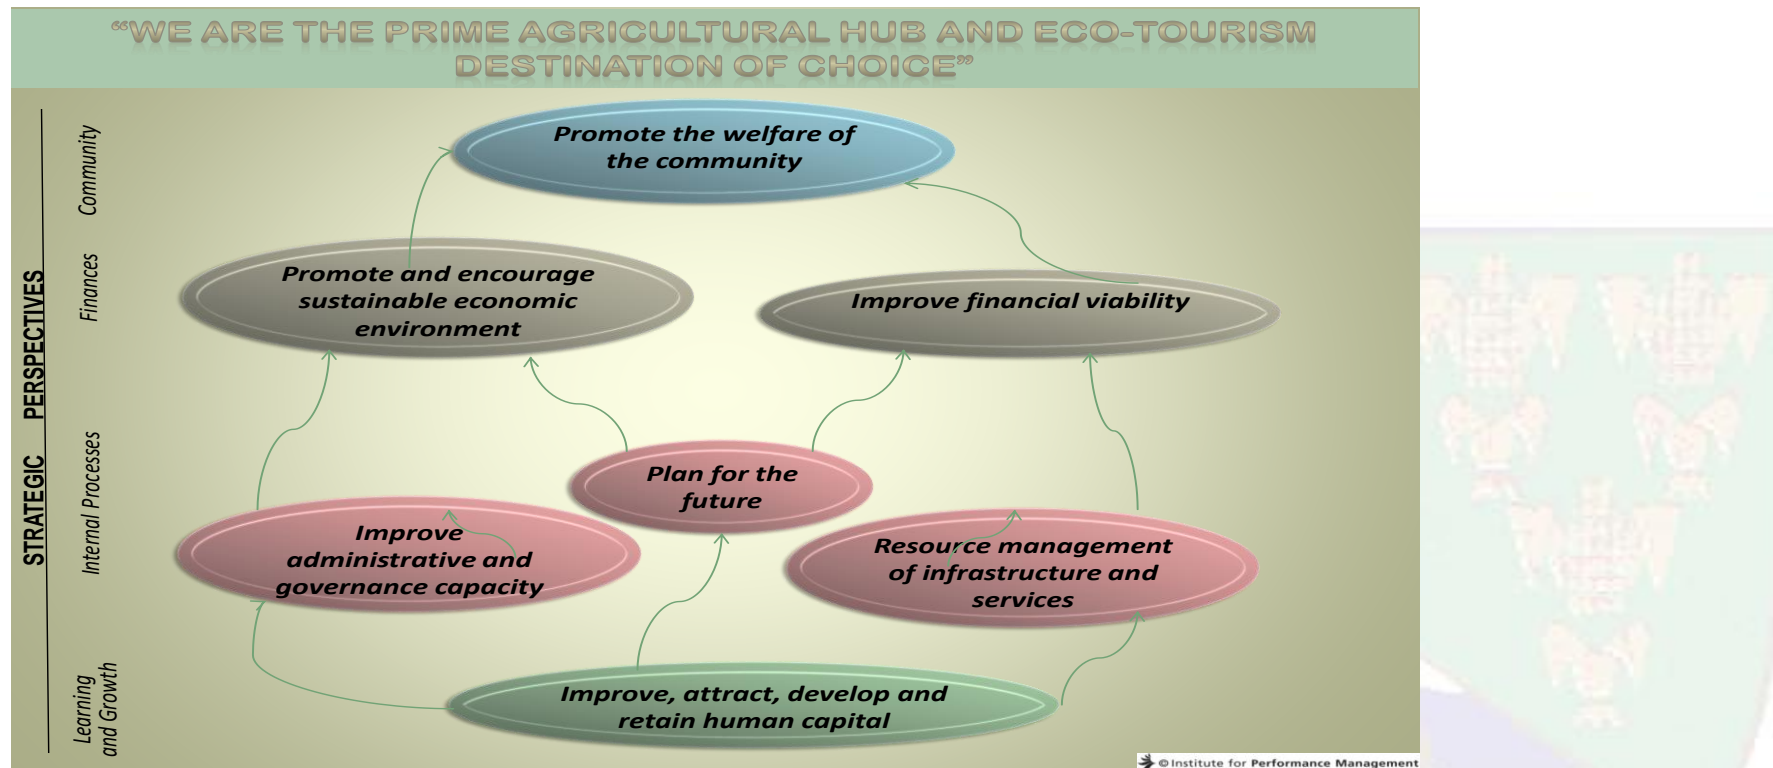 “WE ARE THE PRIME AGRICULTURAL HUB AND ECO-TOURISM
DESTINATION OF CHOICE”
STRATEGIC PERSPECTIVES
Community
Promote the welfare of
the community
Finances
Promote and encourage
sustainable economic
environment
Improve financial viability
Internal Processes
Plan for the
future
Improve
administrative and
governance capacity
Resource management
of infrastructure and
services
Learning
and Growth
Improve, attract, develop and
retain human capital
© Institute for Performance Management